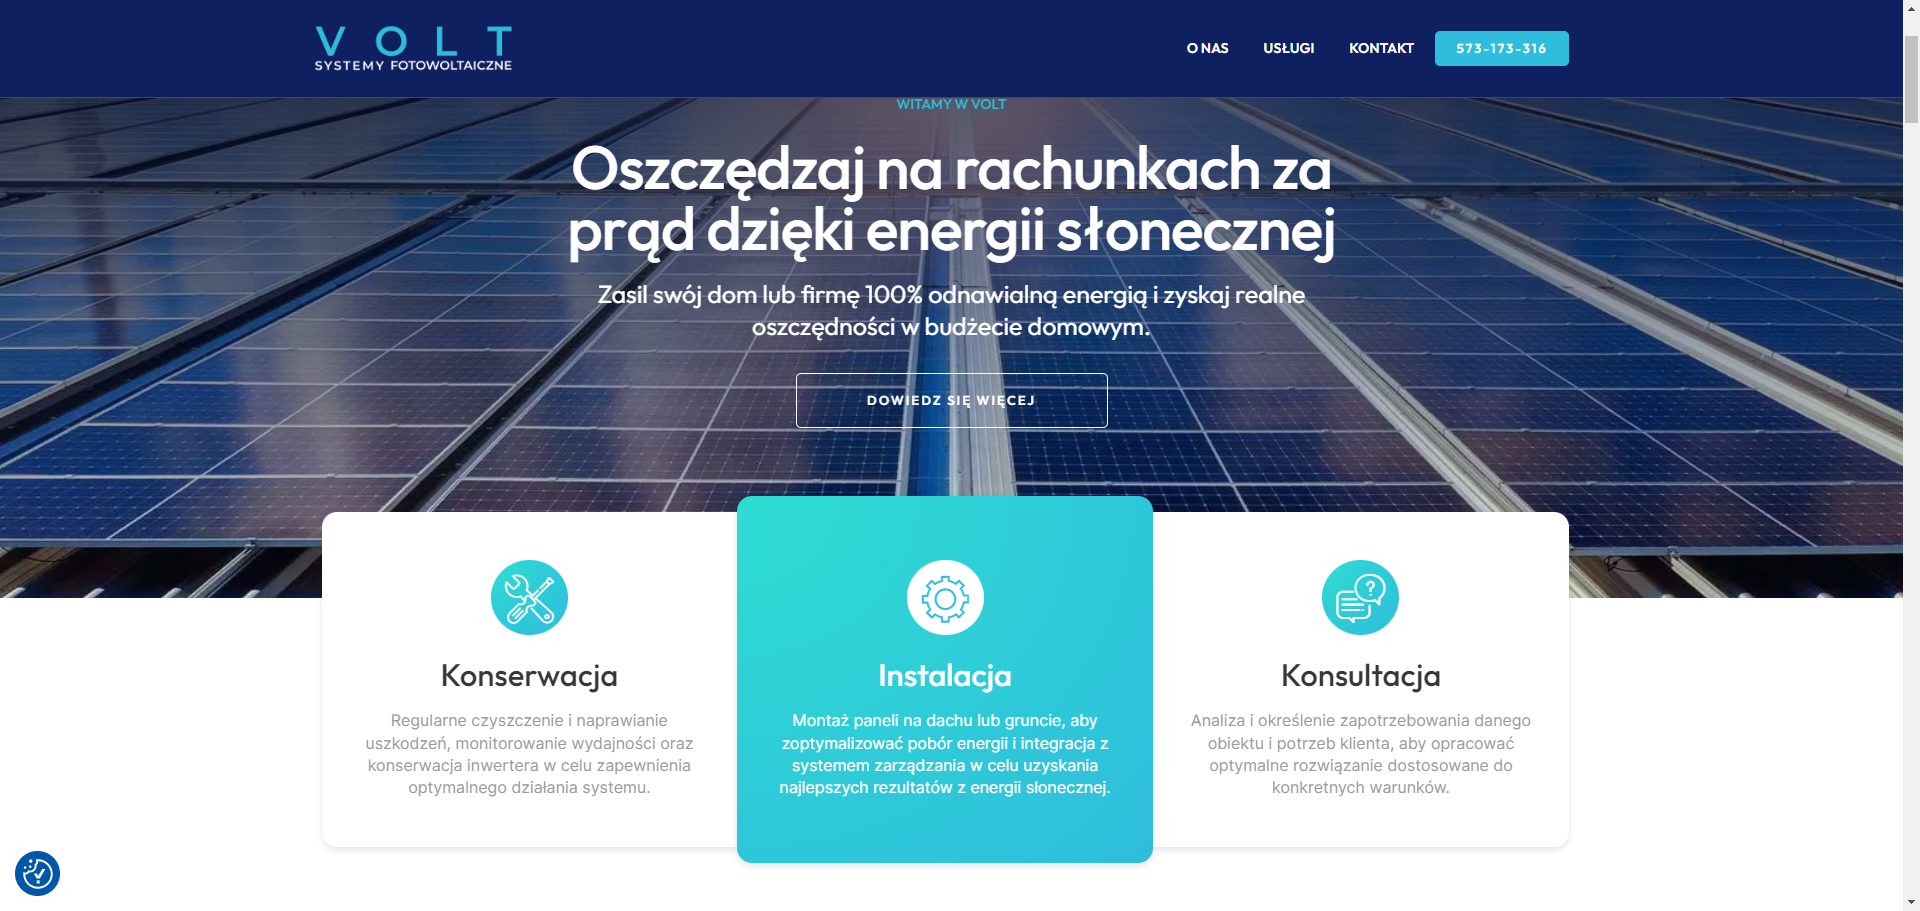 VOLT
SYSTEMY FOTOWOLTAICZNE
O NAS
USŁUGI
KONTAKT
573-173-316
WITAMY W VOLT
Oszczędzaj na rachunkach za
prąd dzięki energii słonecznej
Zasil swój dom lub firmę 100% odnawialną energią i zyskaj realne
oszczędności w budżecie domowym.
DOWIEDZ SIĘ WIĘCEJ
Konserwacja
Regularne czyszczenie i naprawianie
uszkodzeń, monitorowanie wydajności oraz
konserwacja inwertera w celu zapewnienia
optymalnego działania systemu.
Instalacja
Montaż paneli na dachu lub gruncie, aby
zoptymalizować pobór energii i integracja z
systemem zarządzania w celu uzyskania
najlepszych rezultatów z energii słonecznej.
Konsultacja
Analiza i określenie zapotrzebowania danego
obiektu i potrzeb klienta, aby opracować
optymalne rozwiązanie dostosowane do
konkretnych warunków.